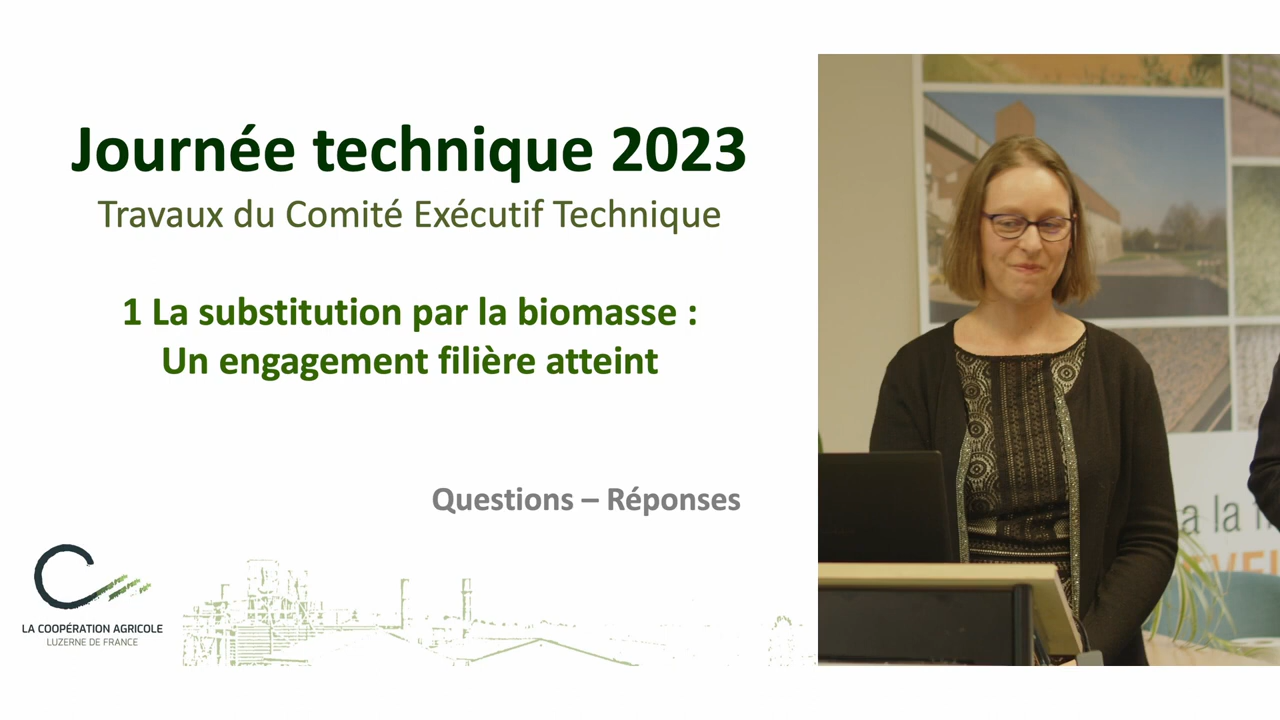 Journée technique 2023
Travaux du Comité Exécutif Technique
1 La substitution par la biomasse :
Un engagement filière atteint
Questions – Réponses
LA COOPÉRATION AGRICOLE
LUZERNE DE FRANCE
a la